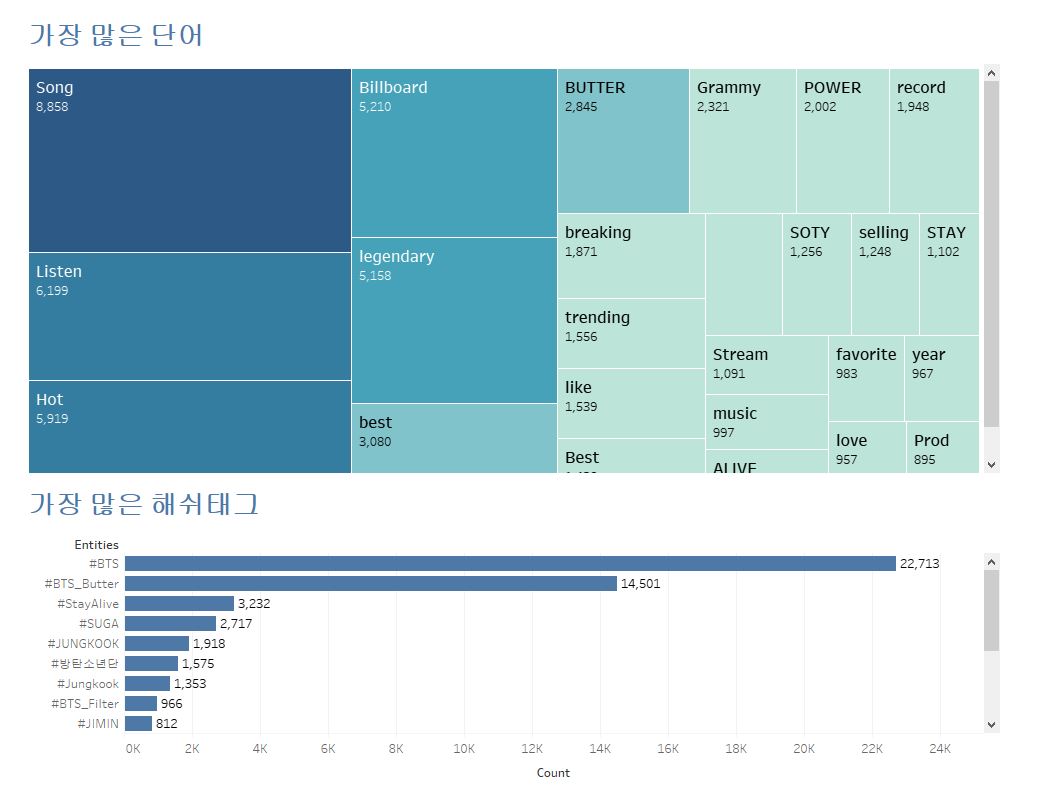 가장 많은 단어
Song
8,858
Listen
6,199
Hot
5,919
Billboard
5,210
legendary
5,158
best
3,080
BUTTER
2,845
Grammy
2,321
POWER
2,002
record
1,948
breaking
1,871
trending
1,556
like
1,539
Best
SOTY
1,256
selling
1,248
STAY
1,102
Stream
1,091
music
997
ALIVE
favorite
983
year
967
love
957
Prod
895
가장 많은 해쉬태그
Entities
#BTS 22,713
#BTS_Butter 14,501
#StayAlive 3,232
#SUGA 2,717
#JUNGKOOK 1,918
#방탄소년단 1,575
#Jungkook 1,353
#BTS_Filter 966
#JIMIN 812
0K 2K 4K 6K 8K 10K 12K 14K 16K 18K 20K 22K 24K
Count